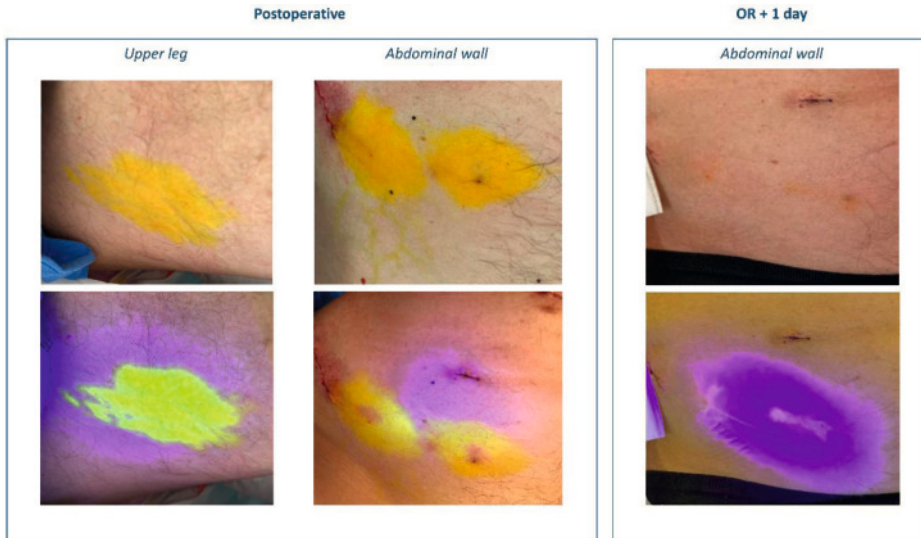 Postoperative
OR + 1 day
Upper leg
Abdominal wall
Abdominal wall